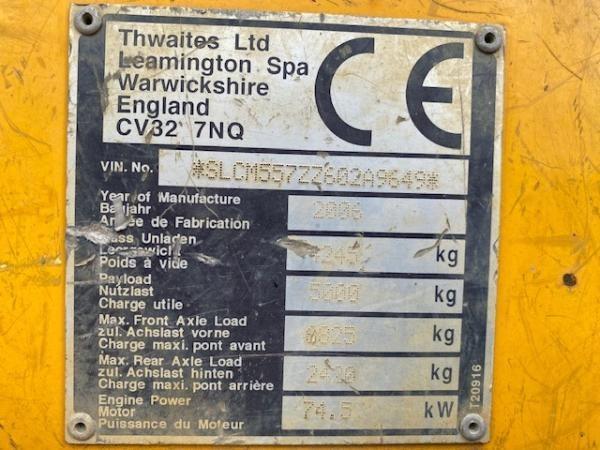 Thwaites Ltd
Leamington Spa
Warwickshire
England
CV32 7NQ
CE
VIN. No. *SLCM557ZZ602A9649*
Year of Manufacture
Baujahr 2006
Année de Fabrication
Mass Unladen
Leergewicht kg
Poids à vide
Payload
Nutzlast 5000 kg
Charge utile
Max. Front Axle Load
zul. Achslast vorne kg
Charge maxi. pont avant
Max. Rear Axle Load
zul. Achslast hinten kg
Charge maxi. pont arrière
Engine Power
Motor 74.5 kW
Puissance du Moteur
T20916